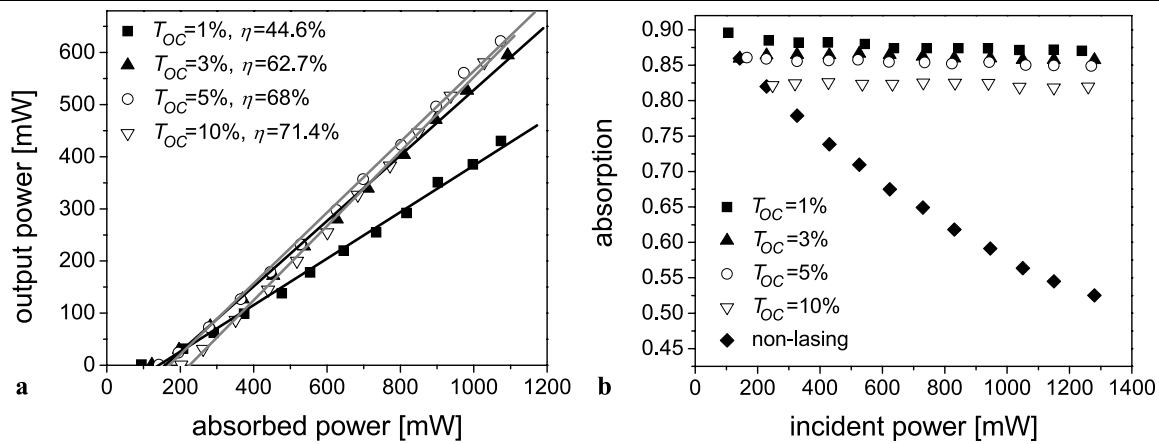 T_OC=1%, η=44.6%
T_OC=3%, η=62.7%
T_OC=5%, η=68%
T_OC=10%, η=71.4%
output power [mW]
600
500
400
300
200
100
0
0 200 400 600 800 1000 1200
absorbed power [mW]
a
absorption
0.90
0.85
0.80
0.75
0.70
0.65
0.60
0.55
0.50
0.45
T_OC=1%
T_OC=3%
T_OC=5%
T_OC=10%
non-lasing
0 200 400 600 800 1000 1200 1400
incident power [mW]
b